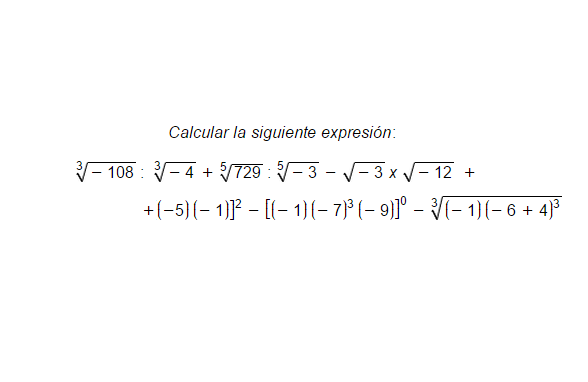 Calcular la siguiente expresión:
∛(− 108) : ∛(− 4) + ⁵√729 : ⁵√(− 3) − √(− 3) x √(− 12) +
+(−5)(− 1)]² − [(− 1)(− 7)³(− 9)]⁰ − ∛((− 1)(− 6 + 4)³)